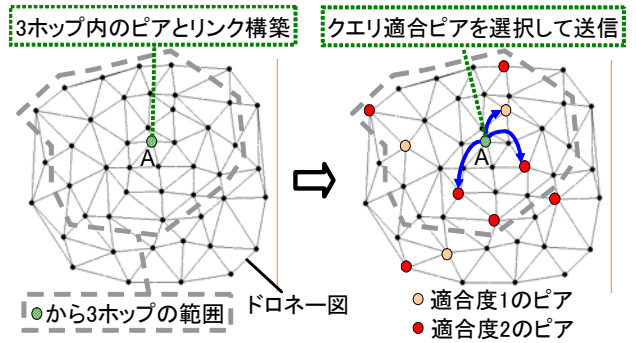 3ホップ内のピアとリンク構築
クエリ適合ピアを選択して送信
A
A
ドロネー図
から3ホップの範囲
適合度1のピア
適合度2のピア